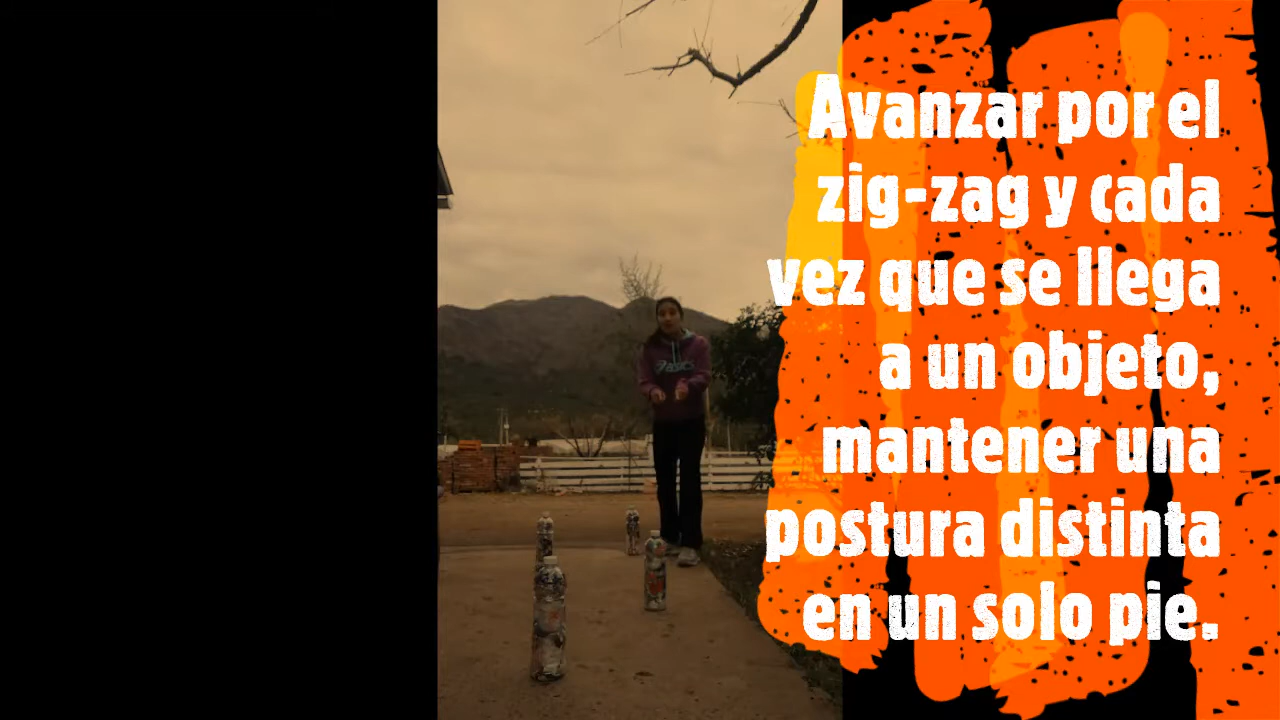 Avanzar por el
zig-zag y cada
vez que se llega
a un objeto,
mantener una
postura distinta
en un solo pie.
asics